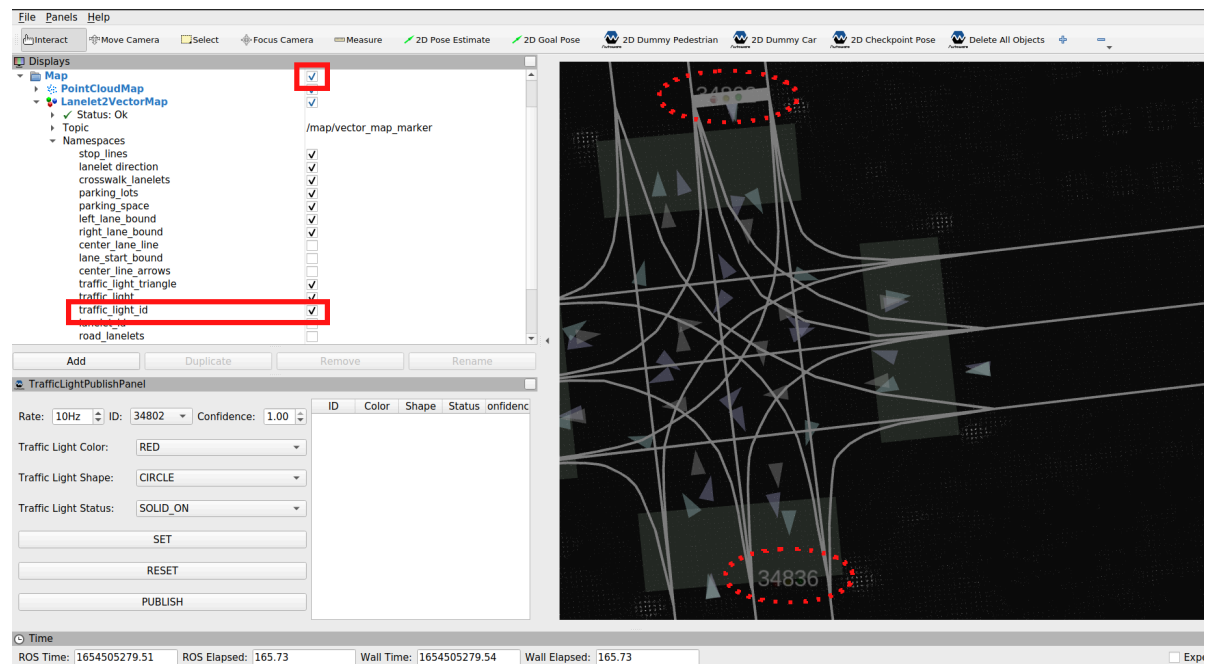 File Panels Help
Interact Move Camera Select Focus Camera Measure 2D Pose Estimate 2D Goal Pose 2D Dummy Pedestrian 2D Dummy Car 2D Checkpoint Pose Delete All Objects
Displays
Map
PointCloudMap
Lanelet2VectorMap
Status: Ok
Topic /map/vector_map_marker
Namespaces
stop_lines
lanelet direction
crosswalk_lanelets
parking_lots
parking_space
left_lane_bound
right_lane_bound
center_lane_line
lane_start_bound
center_line_arrows
traffic_light_triangle
traffic_light
traffic_light_id
lanelet_id
road_lanelets
Add Duplicate Remove Rename
TrafficLightPublishPanel
Rate: 10Hz ID: 34802 Confidence: 1.00
ID Color Shape Status onfidenc
Traffic Light Color: RED
Traffic Light Shape: CIRCLE
Traffic Light Status: SOLID_ON
SET
RESET
PUBLISH
34836
Time
ROS Time: 1654505279.51 ROS Elapsed: 165.73 Wall Time: 1654505279.54 Wall Elapsed: 165.73 Expe